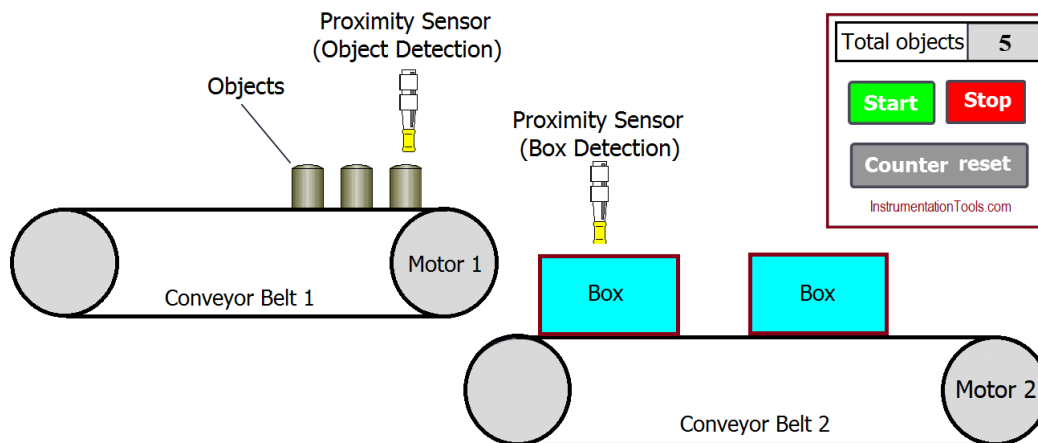 Proximity Sensor
(Object Detection)
Objects
Total objects 5
Start Stop
Proximity Sensor
(Box Detection)
Counter reset
InstrumentationTools.com
Motor 1
Conveyor Belt 1
Box Box
Motor 2
Conveyor Belt 2